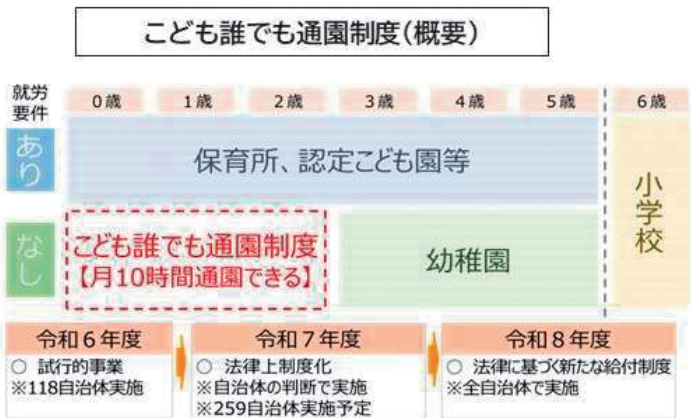 こども誰でも通園制度(概要)
就労
要件
0歳
1歳
2歳
3歳
4歳
5歳
6歳
あり
保育所、認定こども園等
小学校
なし
こども誰でも通園制度
【月10時間通園できる】
幼稚園
令和6年度
○ 試行的事業
※118自治体実施
令和7年度
○ 法律上制度化
※自治体の判断で実施
※259自治体実施予定
令和8年度
○ 法律に基づく新たな給付制度
※全自治体で実施